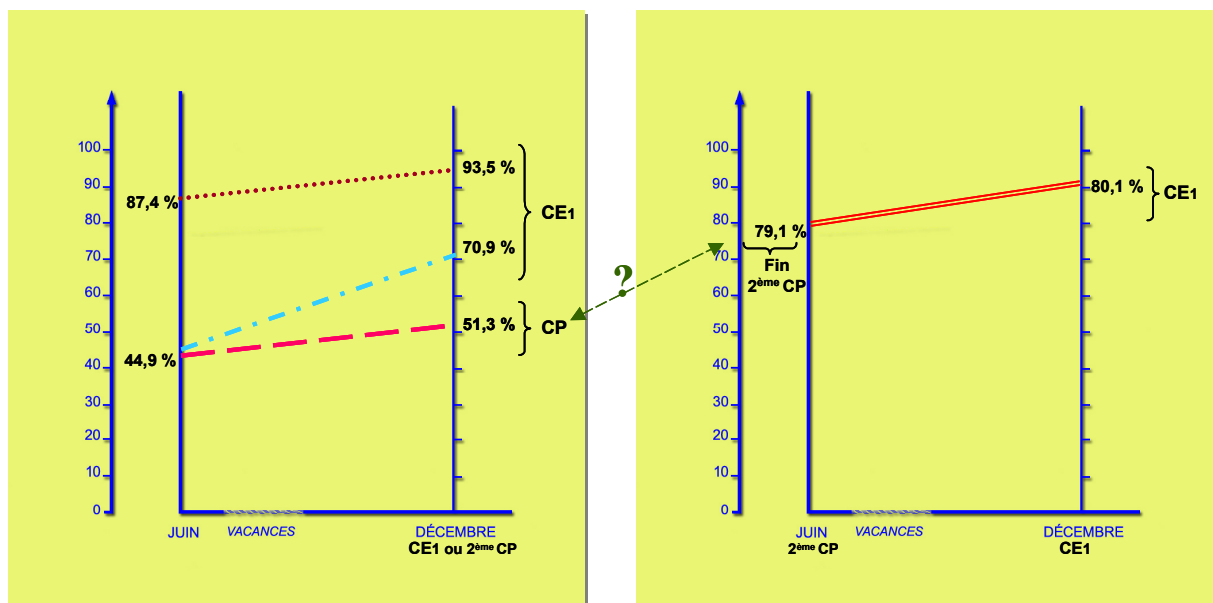 100
90
80
70
60
50
40
30
20
10
0
87,4 %
44,9 %
93,5 %
70,9 %
51,3 %
CE1
CP
JUIN
VACANCES
DÉCEMBRE
CE1 ou 2ème CP
?
100
90
80
70
60
50
40
30
20
10
0
79,1 %
Fin
2ème CP
80,1 %
CE1
JUIN
2ème CP
VACANCES
DÉCEMBRE
CE1